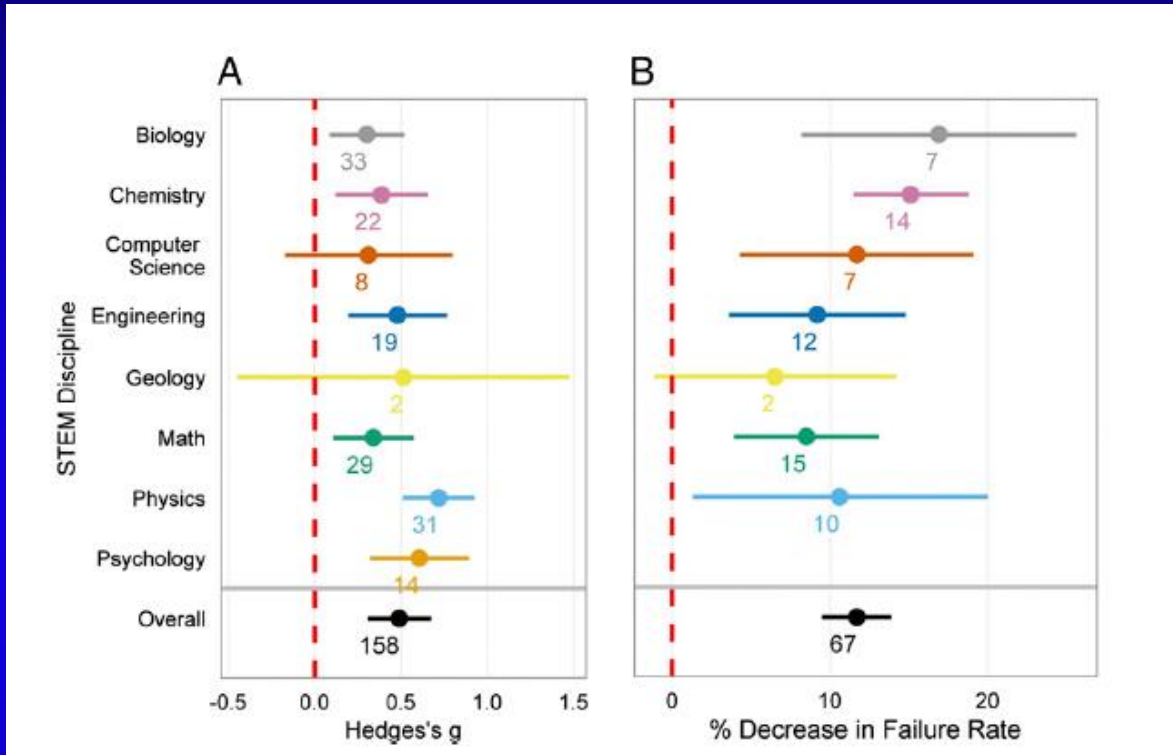 A
B
STEM Discipline
Biology
33
7
Chemistry
22
14
Computer
Science
8
7
Engineering
19
12
Geology
2
2
Math
29
15
Physics
31
10
Psychology
14
Overall
158
67
-0.5 0.0 0.5 1.0 1.5
0 10 20
Hedges's g
% Decrease in Failure Rate